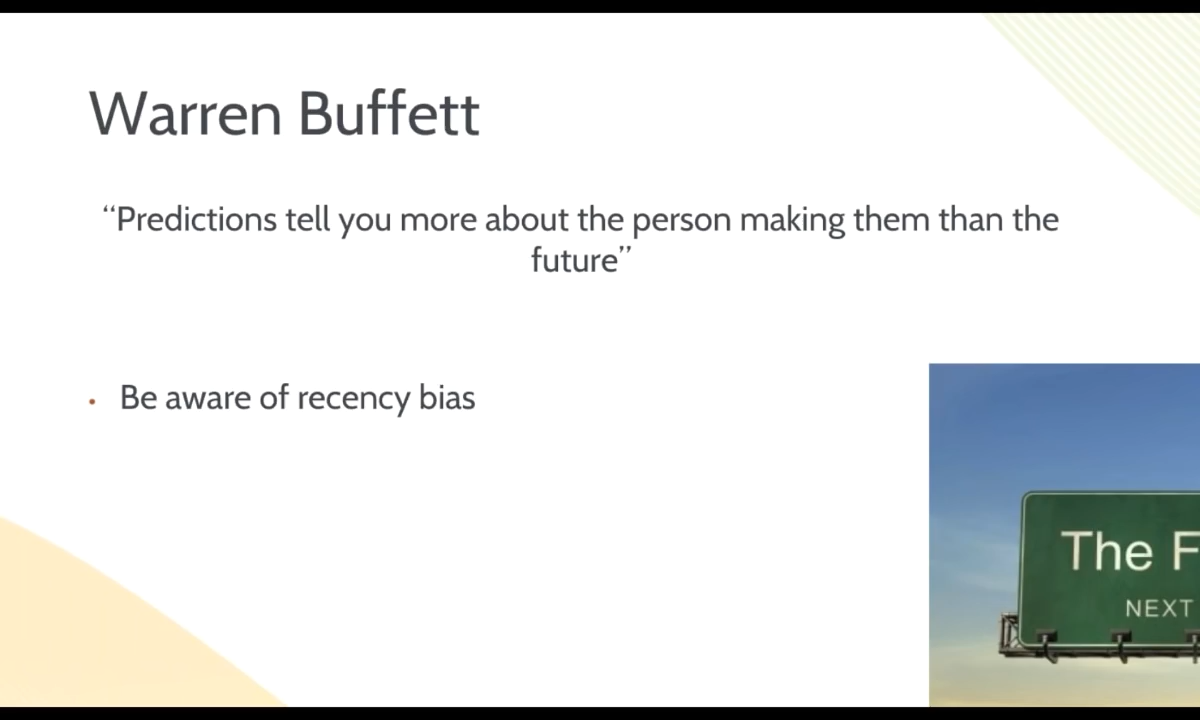 Warren Buffett
“Predictions tell you more about the person making them than the
future”
• Be aware of recency bias
The F
NEXT